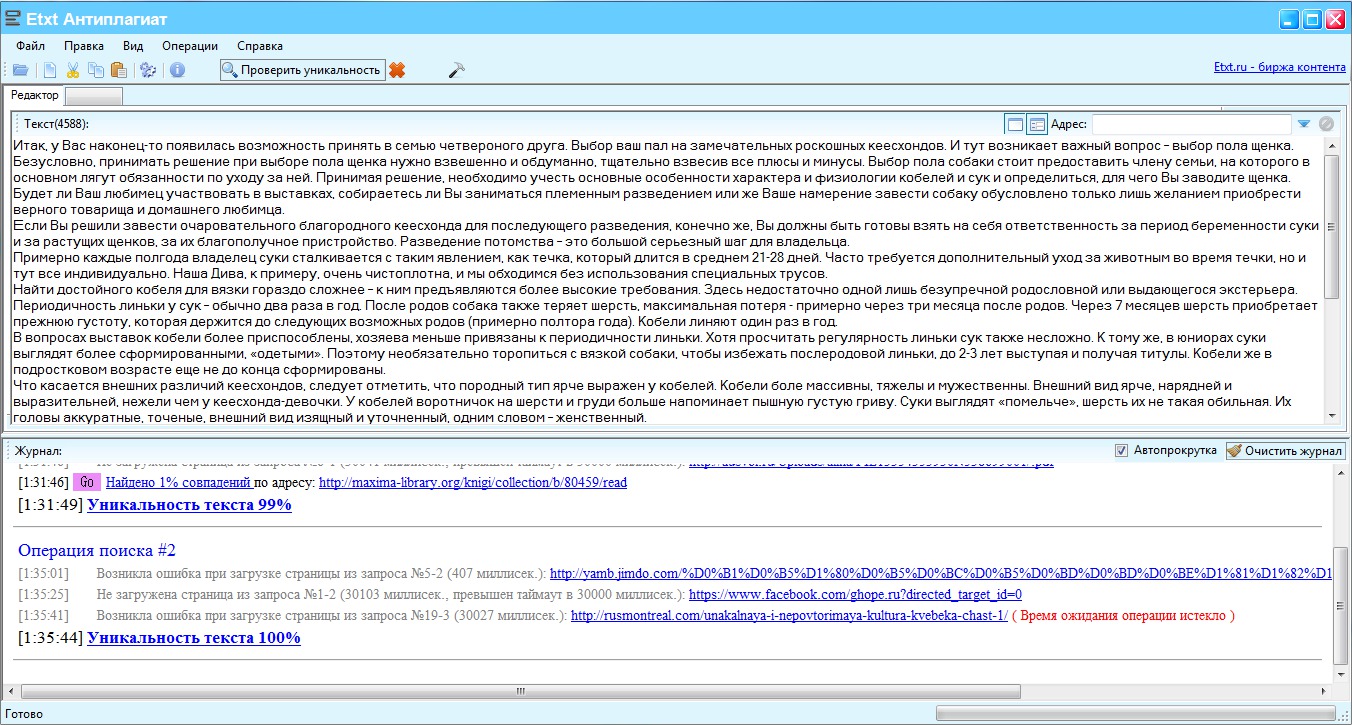 Etxt Антиплагиат
Файл Правка Вид Операции Справка
Проверить уникальность
Etxt.ru - биржа контента
Редактор
Текст(4588):
Адрес:
Итак, у Вас наконец-то появилась возможность принять в семью четвероного друга. Выбор ваш пал на замечательных роскошных кеесхондов. И тут возникает важный вопрос – выбор пола щенка.
Безусловно, принимать решение при выборе пола щенка нужно взвешенно и обдуманно, тщательно взвесив все плюсы и минусы. Выбор пола собаки стоит предоставить члену семьи, на которого в
основном лягут обязанности по уходу за ней. Принимая решение, необходимо учесть основные особенности характера и физиологии кобелей и сук и определиться, для чего Вы заводите щенка.
Будет ли Ваш любимец участвовать в выставках, собираетесь ли Вы заниматься племенным разведением или же Ваше намерение завести собаку обусловлено только лишь желанием приобрести
верного товарища и домашнего любимца.
Если Вы решили завести очаровательного благородного кеесхонда для последующего разведения, конечно же, Вы должны быть готовы взять на себя ответственность за период беременности суки
и за растущих щенков, за их благополучное пристройство. Разведение потомства – это большой серьезный шаг для владельца.
Примерно каждые полгода владелец суки сталкивается с таким явлением, как течка, который длится в среднем 21-28 дней. Часто требуется дополнительный уход за животным во время течки, но и
тут все индивидуально. Наша Дива, к примеру, очень чистоплотна, и мы обходимся без использования специальных трусов.
Найти достойного кобеля для вязки гораздо сложнее – к ним предъявляются более высокие требования. Здесь недостаточно одной лишь безупречной родословной или выдающегося экстерьера.
Периодичность линьки у сук – обычно два раза в год. После родов собака также теряет шерсть, максимальная потеря - примерно через три месяца после родов. Через 7 месяцев шерсть приобретает
прежнюю густоту, которая держится до следующих возможных родов (примерно полтора года). Кобели линяют один раз в год.
В вопросах выставок кобели более приспособлены, хозяева меньше привязаны к периодичности линьки. Хотя просчитать регулярность линьки сук также несложно. К тому же, в юниорах суки
выглядят более сформированными, «одетыми». Поэтому необязательно торопиться с вязкой собаки, чтобы избежать послеродовой линьки, до 2-3 лет выступая и получая титулы. Кобели же в
подростковом возрасте еще не до конца сформированы.
Что касается внешних различий кеесхондов, следует отметить, что породный тип ярче выражен у кобелей. Кобели боле массивны, тяжелы и мужественны. Внешний вид ярче, нарядней и
выразительней, нежели чем у кеесхонда-девочки. У кобелей воротничок на шерсти и груди больше напоминает пышную густую гриву. Суки выглядят «помельче», шерсть их не такая обильная. Их
головы аккуратные, точеные, внешний вид изящный и утонченный, одним словом – женственный.
Журнал:
Автопрокрутка
Очистить журнал
[1:31:46] Go Найдено 1% совпадений по адресу: http://maxima-library.org/knigi/collection/b/80459/read
[1:31:49] Уникальность текста 99%
Операция поиска #2
[1:35:01] Возникла ошибка при загрузке страницы из запроса №5-2 (407 миллисек.): http://yamb.jimdo.com/%D0%B1%D0%B5%D1%80%D0%B5%D0%BC%D0%B5%D0%BD%D0%BD%D0%BE%D1%81%D1%82%D1
[1:35:25] Не загружена страница из запроса №1-2 (30103 миллисек., превышен таймаут в 30000 миллисек.): https://www.facebook.com/ghope.ru?directed_target_id=0
[1:35:41] Возникла ошибка при загрузке страницы из запроса №19-3 (30027 миллисек.): http://rusmontreal.com/unakalnaya-i-nepovtorimaya-kultura-kvebeka-chast-1/ ( Время ожидания операции истекло )
[1:35:44] Уникальность текста 100%
Готово